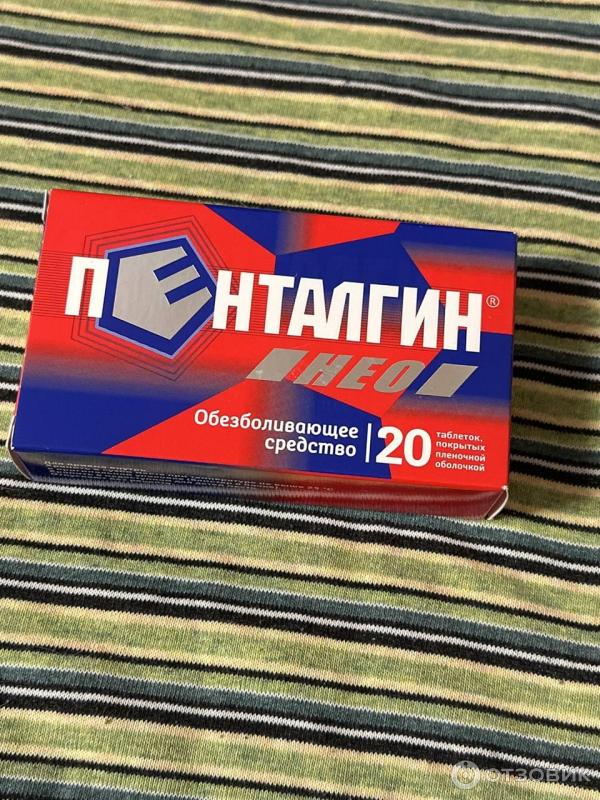 ПЕНТАЛГИН®
НЕО
Обезболивающее
средство
20
таблеток,
покрытых
пленочной
оболочкой
ОТЗОВИК